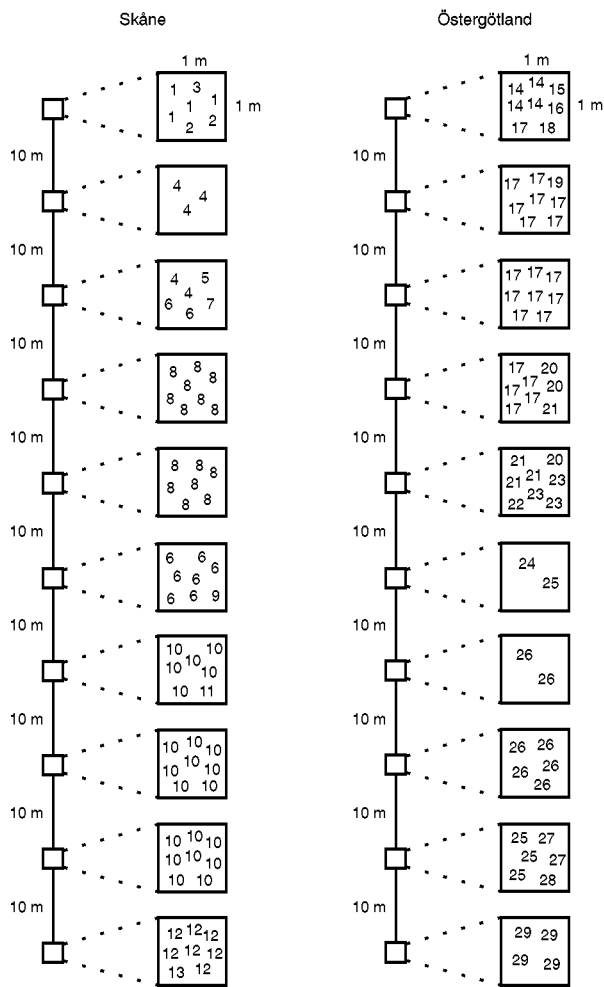 Skåne
1 m
1 3
1 1
1 2 2
1 m
10 m
4 4
4
10 m
4 5
4
6 7
6
10 m
8 8 8
8
8 8
8 8
10 m
8 8 8
8 8
8 8
10 m
6 6 6
6 6
6 6 9
10 m
10 10
10 10 10
10 11
10 m
10 10 10
10 10 10
10 10
10 m
10 10 10
10 10 10
10 10
10 m
12 12 12
12 12 12
13 12
Östergötland
1 m
14 14 15
14 14 16
17 18
1 m
10 m
17 17 19
17 17 17
17 17
10 m
17 17 17
17 17 17
17 17
10 m
17 20
17 17 20
17 17 21
10 m
21 20
21 21 23
22 23 23
10 m
24
25
10 m
26
26
10 m
26 26
26 26
26
10 m
25 27
25 27
25 28
10 m
29 29
29 29